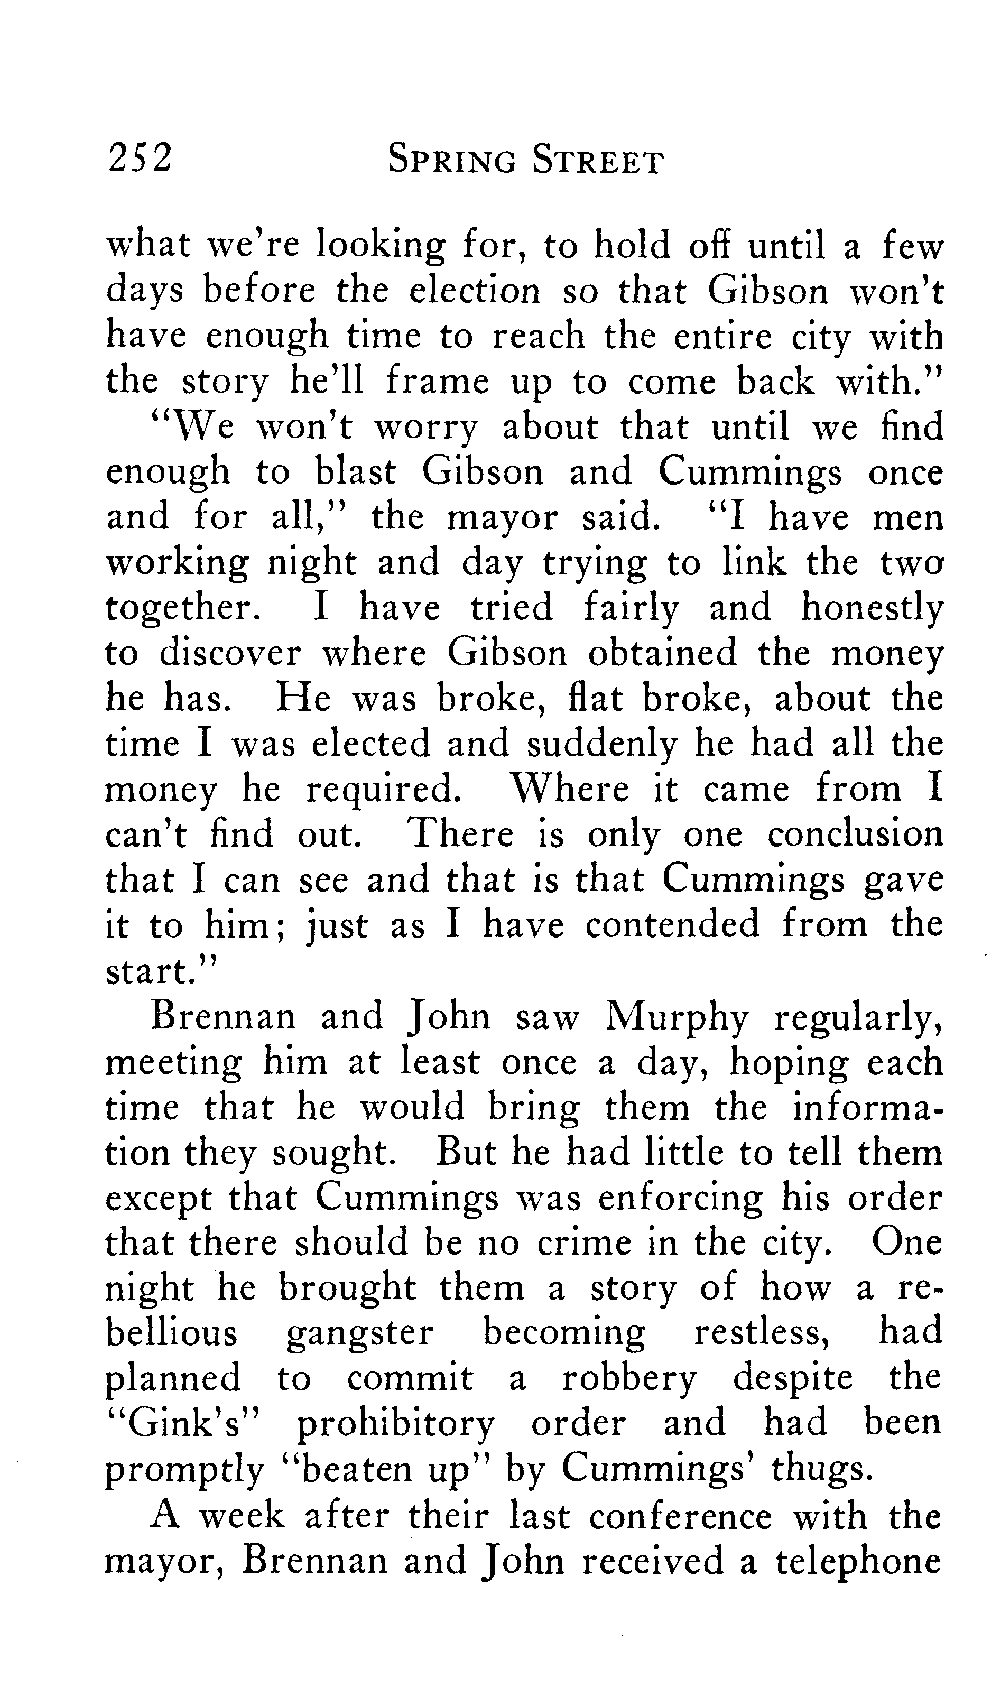 252 SPRING STREET
what we're looking for, to hold off until a few
days before the election so that Gibson won't
have enough time to reach the entire city with
the story he'll frame up to come back with."
"We won't worry about that until we find
enough to blast Gibson and Cummings once
and for all," the mayor said. "I have men
working night and day trying to link the two
together. I have tried fairly and honestly
to discover where Gibson obtained the money
he has. He was broke, flat broke, about the
time I was elected and suddenly he had all the
money he required. Where it came from I
can't find out. There is only one conclusion
that I can see and that is that Cummings gave
it to him; just as I have contended from the
start."
Brennan and John saw Murphy regularly,
meeting him at least once a day, hoping each
time that he would bring them the informa-
tion they sought. But he had little to tell them
except that Cummings was enforcing his order
that there should be no crime in the city. One
night he brought them a story of how a re-
bellious gangster becoming restless, had
planned to commit a robbery despite the
"Gink's" prohibitory order and had been
promptly "beaten up" by Cummings' thugs.
A week after their last conference with the
mayor, Brennan and John received a telephone